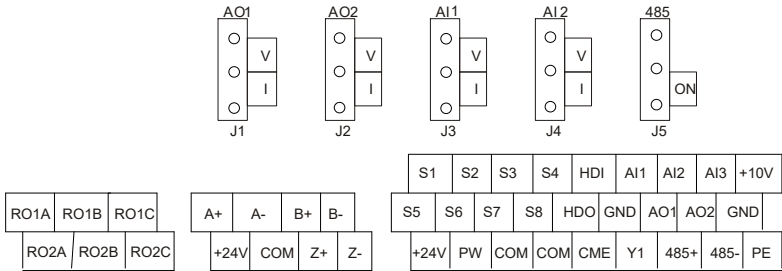 AO1 AO2 AI1 AI2 485
V V V V
I I I I ON
J1 J2 J3 J4 J5
S1 S2 S3 S4 HDI AI1 AI2 AI3 +10V
RO1A RO1B RO1C A+ A- B+ B- S5 S6 S7 S8 HDO GND AO1 AO2 GND
RO2A RO2B RO2C +24V COM Z+ Z- +24V PW COM COM CME Y1 485+ 485- PE